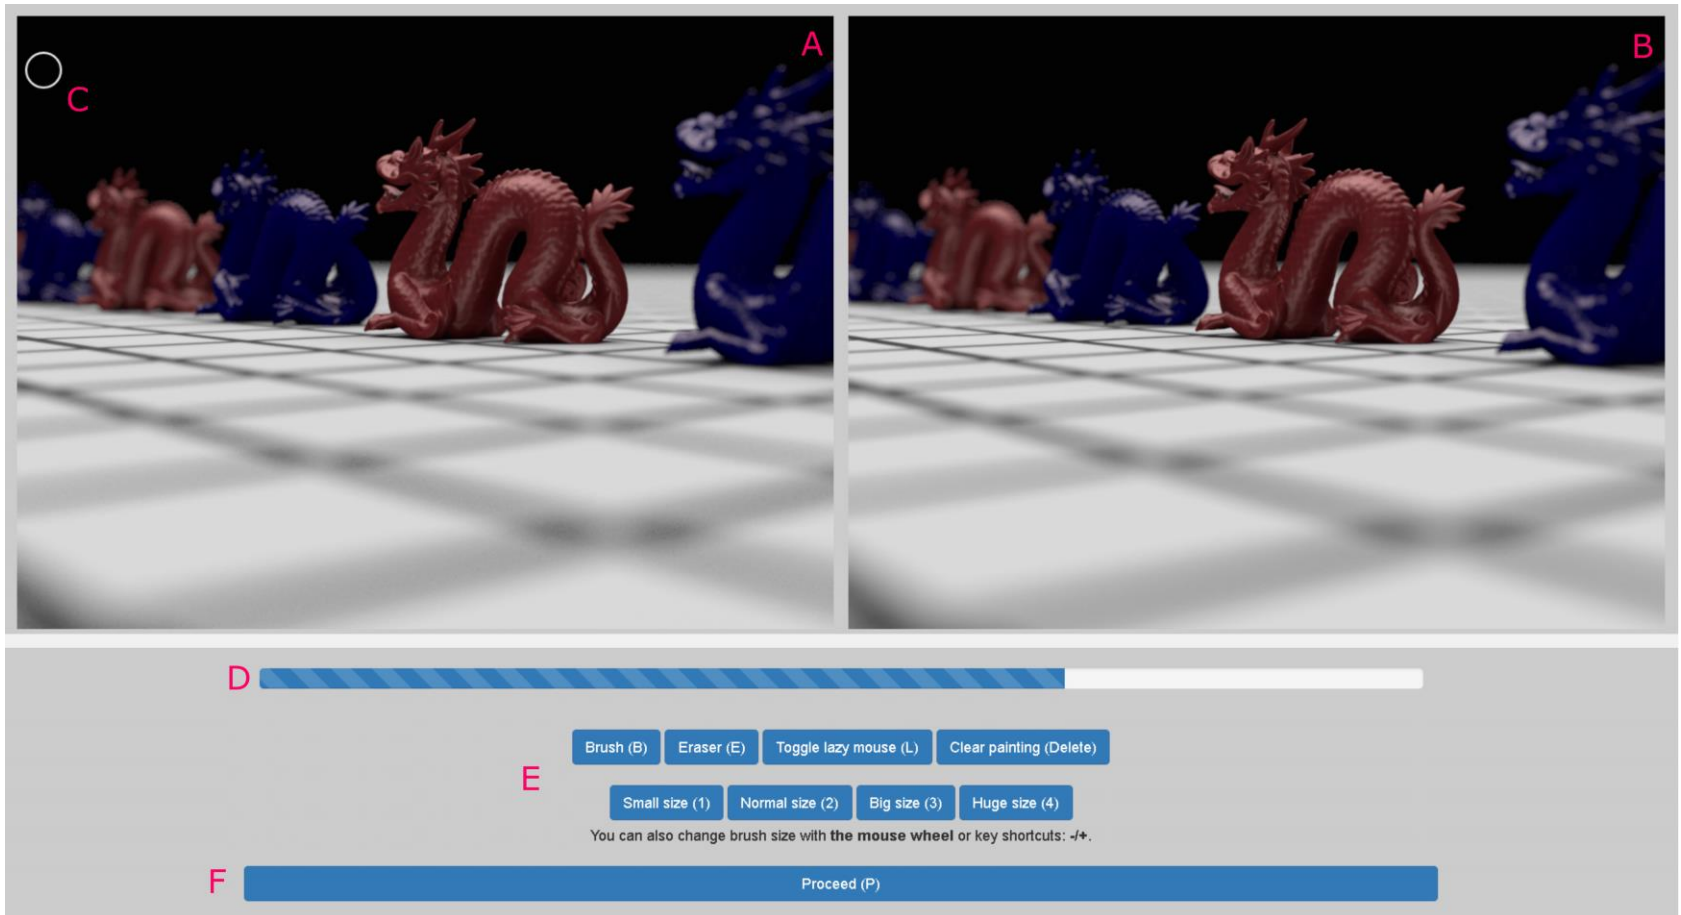 A
B
C
D
Brush (B) Eraser (E) Toggle lazy mouse (L) Clear painting (Delete)
E
Small size (1) Normal size (2) Big size (3) Huge size (4)
You can also change brush size with the mouse wheel or key shortcuts: -/+.
F
Proceed (P)